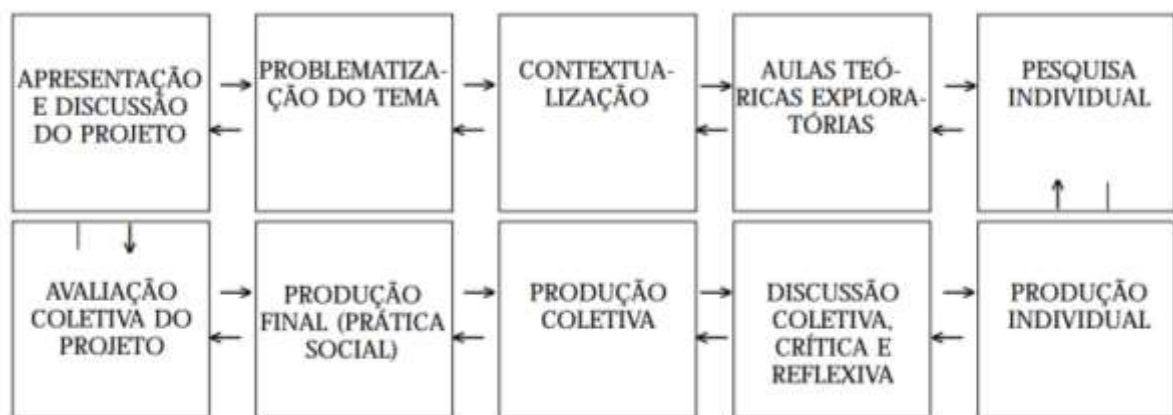 APRESENTAÇÃO
E DISCUSSÃO
DO PROJETO
PROBLEMATIZA-
ÇÃO DO TEMA
CONTEXTUA-
LIZAÇÃO
AULAS TEÓ-
RICAS EXPLORA-
TÓRIAS
PESQUISA
INDIVIDUAL
AVALIAÇÃO
COLETIVA DO
PROJETO
PRODUÇÃO
FINAL (PRÁTICA
SOCIAL)
PRODUÇÃO
COLETIVA
DISCUSSÃO
COLETIVA,
CRÍTICA E
REFLEXIVA
PRODUÇÃO
INDIVIDUAL